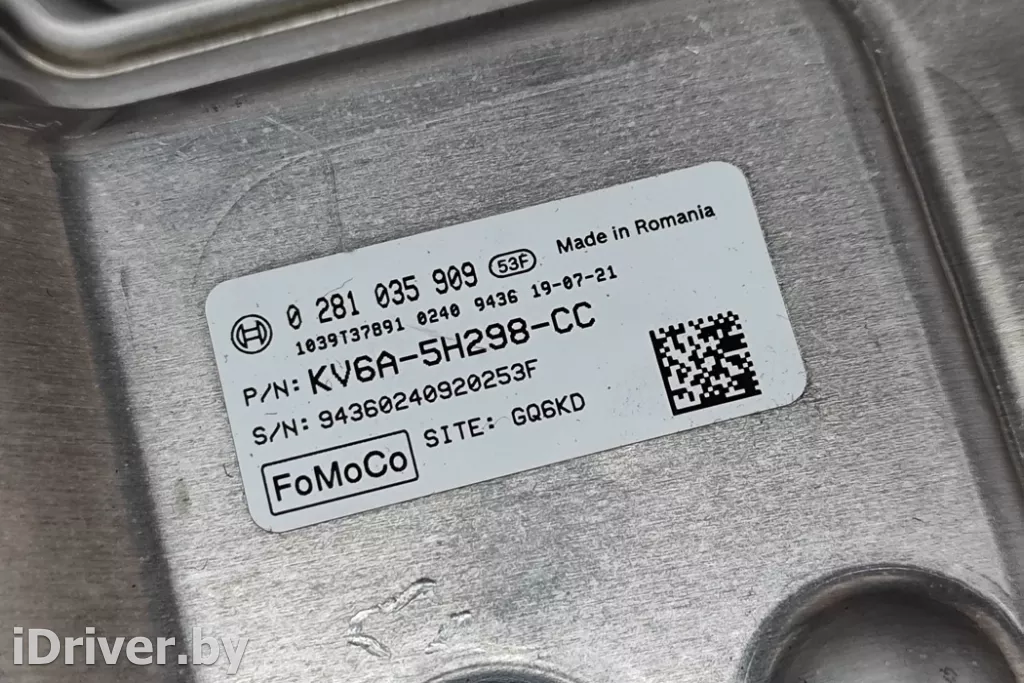 0 281 035 909 53F Made in Romania
1039T37891 0240 9436 19-07-21
P/N: KV6A-5H298-CC
S/N: 94360240920253F
FoMoCo SITE: GQ6KD
iDriver.by